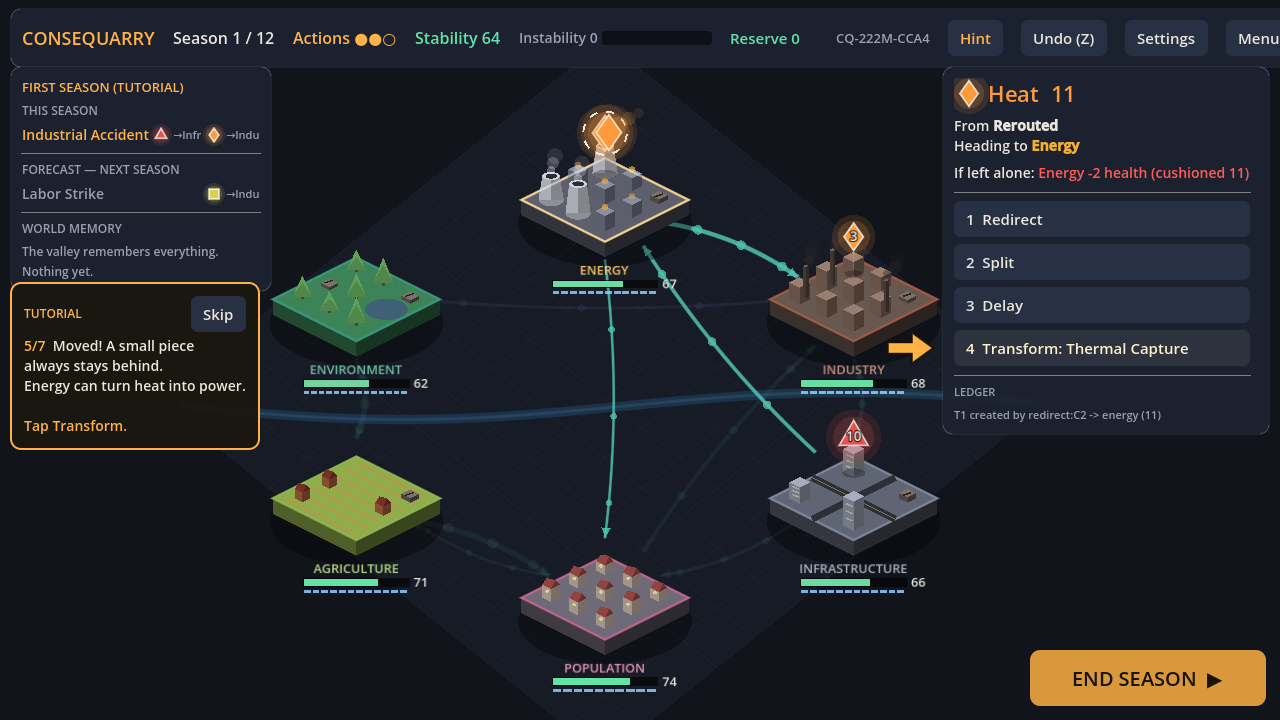 CONSEQUARRY Season 1 / 12 Actions Stability 64 Instability 0 Reserve 0 CQ-222M-CCA4 Hint Undo (Z) Settings Menu
FIRST SEASON (TUTORIAL)
THIS SEASON
Industrial Accident →Infr →Indu
FORECAST — NEXT SEASON
Labor Strike →Indu
WORLD MEMORY
The valley remembers everything.
Nothing yet.
TUTORIAL Skip
5/7 Moved! A small piece
always stays behind.
Energy can turn heat into power.
Tap Transform.
ENERGY
67
3
ENVIRONMENT
62
INDUSTRY
68
10
AGRICULTURE
71
INFRASTRUCTURE
66
POPULATION
74
Heat 11
From Rerouted
Heading to Energy
If left alone: Energy -2 health (cushioned 11)
1 Redirect
2 Split
3 Delay
4 Transform: Thermal Capture
LEDGER
T1 created by redirect:C2 -> energy (11)
END SEASON ▶